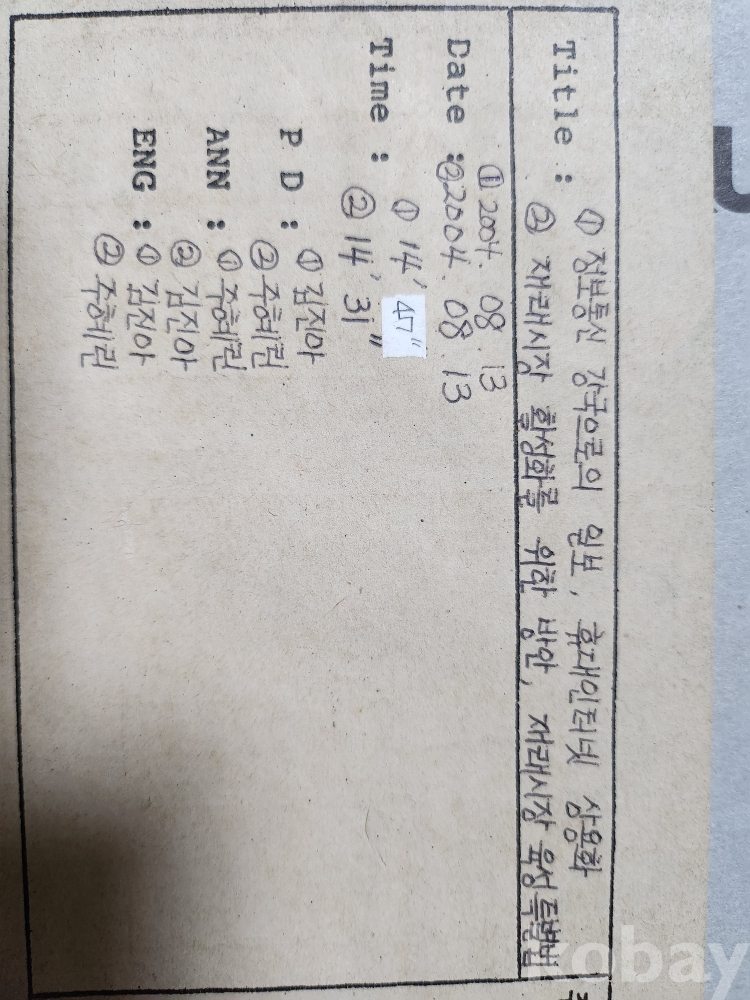 Title : ① 정보통신 강국으로의 일보, 휴대인터넷 상용화
② 재래시장 활성화를 위한 방안, 재래시장 육성 특별법
① 2004. 08. 13
Date : ② 2004. 08. 13
① 14' 47"
Time : ② 14' 31"
P D : ① 김진아
② 주혜린
ANN : ① 주혜린
② 김진아
ENG : ① 김진아
② 주혜린
kobay